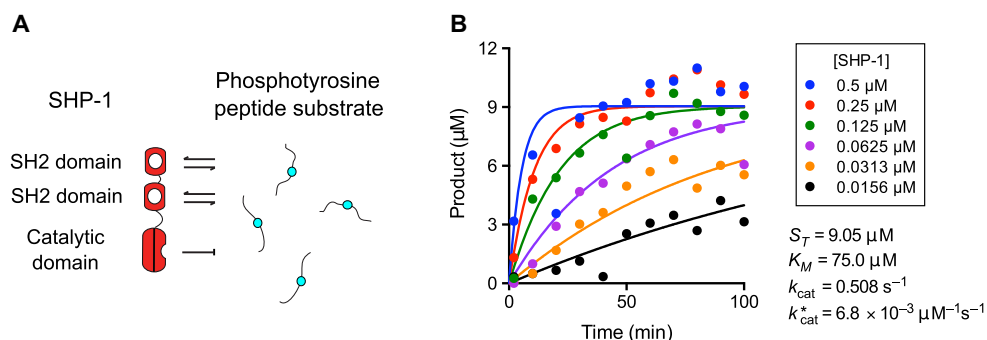 A
SHP-1
Phosphotyrosine
peptide substrate
SH2 domain
SH2 domain
Catalytic
domain
B
12
9
6
3
0
Product (µM)
0
50
100
Time (min)
[SHP-1]
0.5 µM
0.25 µM
0.125 µM
0.0625 µM
0.0313 µM
0.0156 µM
S_T = 9.05 µM
K_M = 75.0 µM
k_cat = 0.508 s⁻¹
k*_cat = 6.8 × 10⁻³ µM⁻¹s⁻¹